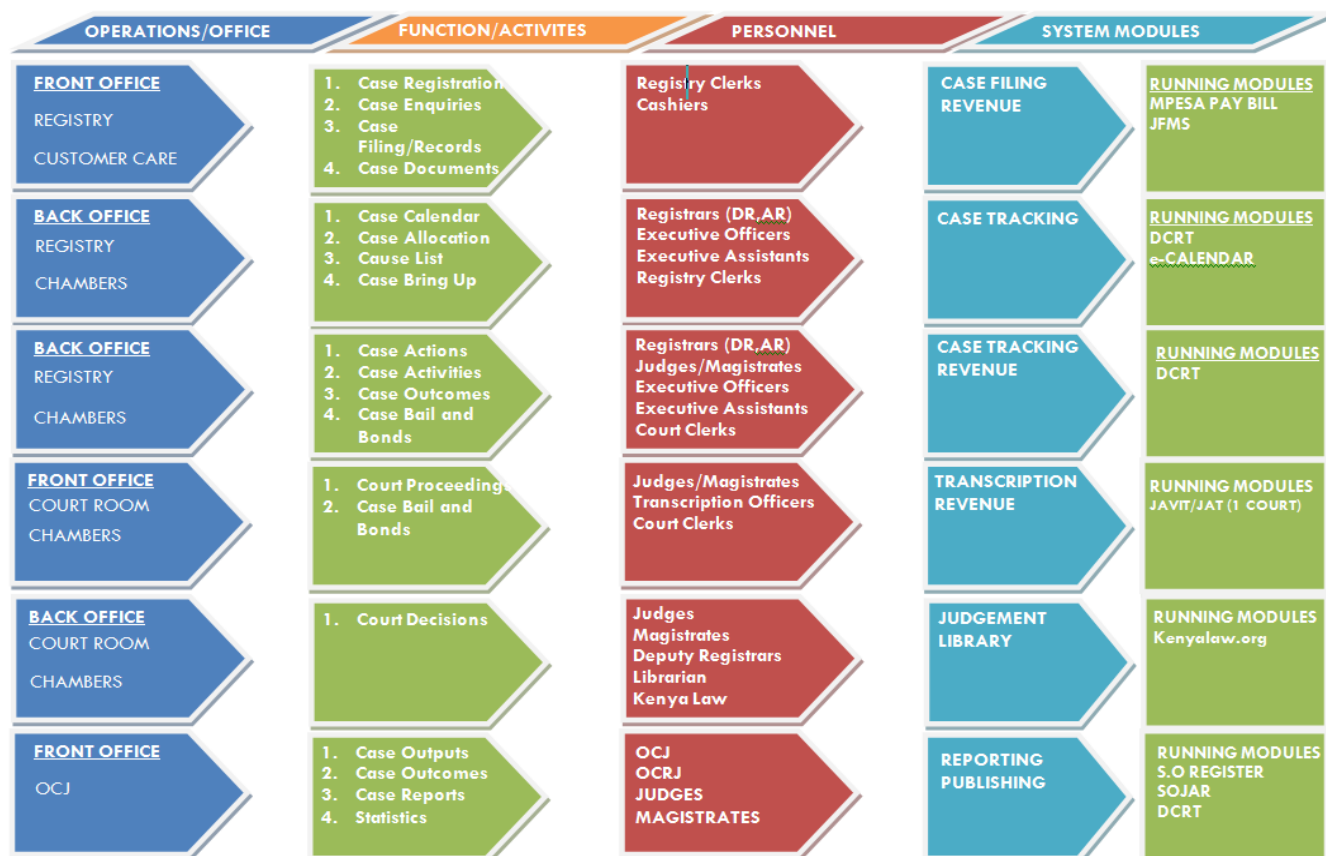 OPERATIONS/OFFICE
FUNCTION/ACTIVITES
PERSONNEL
SYSTEM MODULES
FRONT OFFICE
REGISTRY
CUSTOMER CARE
1. Case Registration
2. Case Enquiries
3. Case
Filing/Records
4. Case Documents
Registry Clerks
Cashiers
CASE FILING
REVENUE
RUNNING MODULES
MPESA PAY BILL
JFMS
BACK OFFICE
REGISTRY
CHAMBERS
1. Case Calendar
2. Case Allocation
3. Cause List
4. Case Bring Up
Registrars (DR,AR)
Executive Officers
Executive Assistants
Registry Clerks
CASE TRACKING
RUNNING MODULES
DCRT
e-CALENDAR
BACK OFFICE
REGISTRY
CHAMBERS
1. Case Actions
2. Case Activities
3. Case Outcomes
4. Case Bail and
Bonds
Registrars (DR,AR)
Judges/Magistrates
Executive Officers
Executive Assistants
Court Clerks
CASE TRACKING
REVENUE
RUNNING MODULES
DCRT
FRONT OFFICE
COURT ROOM
CHAMBERS
1. Court Proceedings
2. Case Bail and
Bonds
Judges/Magistrates
Transcription Officers
Court Clerks
TRANSCRIPTION
REVENUE
RUNNING MODULES
JAVIT/JAT (1 COURT)
BACK OFFICE
COURT ROOM
CHAMBERS
1. Court Decisions
Judges
Magistrates
Deputy Registrars
Librarian
Kenya Law
JUDGEMENT
LIBRARY
RUNNING MODULES
Kenyalaw.org
FRONT OFFICE
OCJ
1. Case Outputs
2. Case Outcomes
3. Case Reports
4. Statistics
OCJ
OCRJ
JUDGES
MAGISTRATES
REPORTING
PUBLISHING
RUNNING MODULES
S.O REGISTER
SOJAR
DCRT